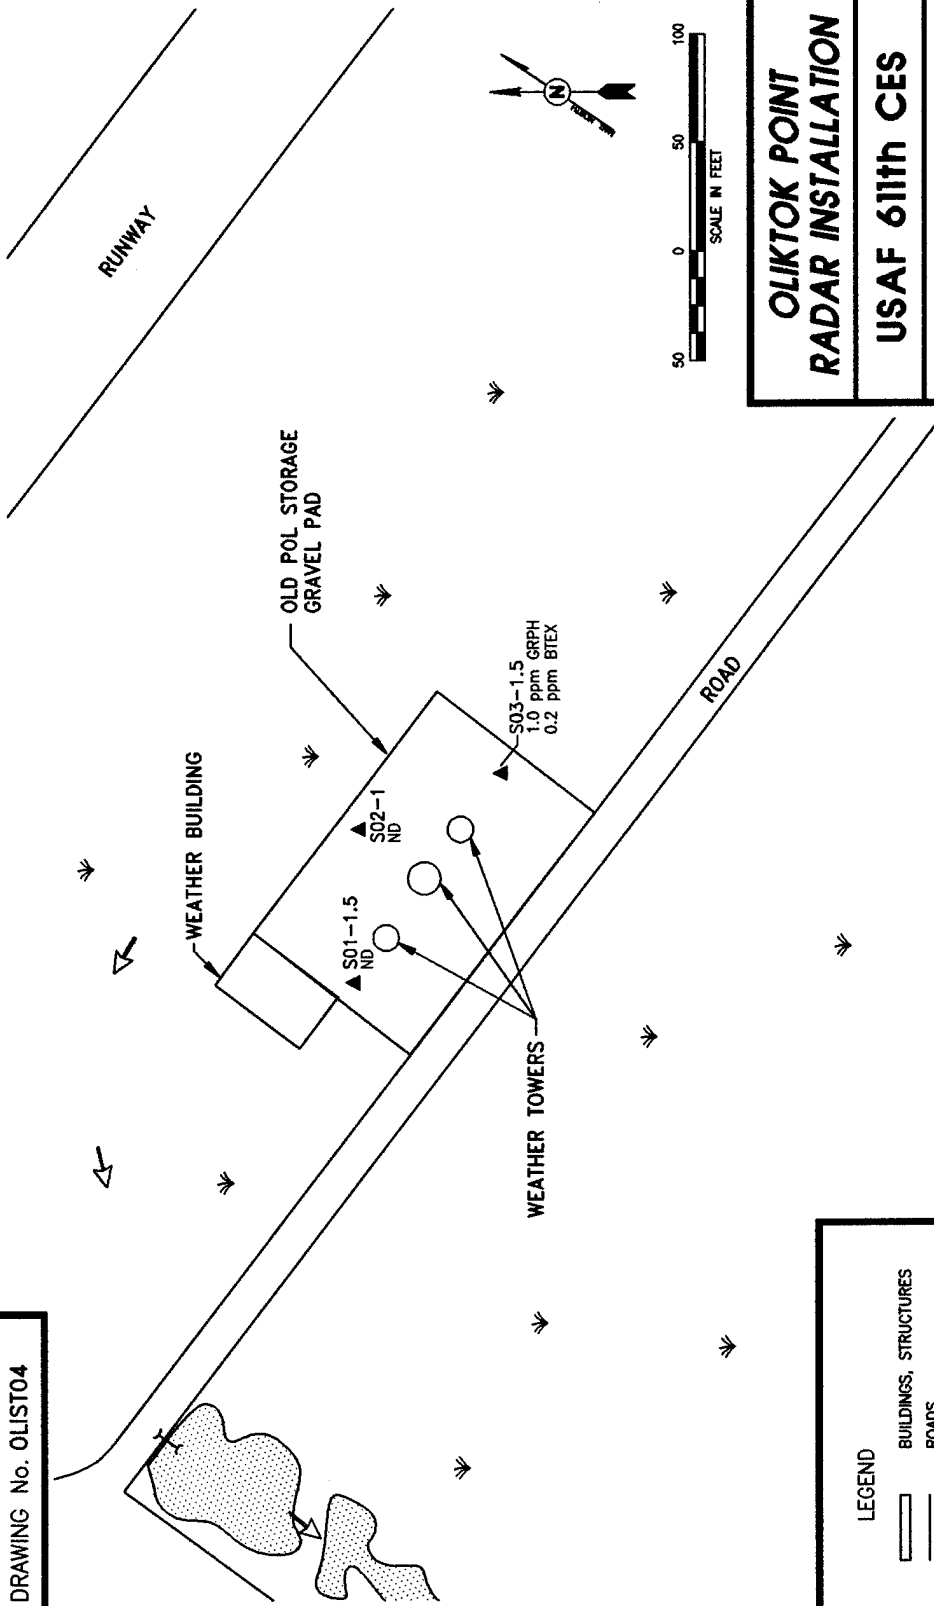 DRAWING No. OLIST04
RUNWAY
OLD POL STORAGE
GRAVEL PAD
WEATHER BUILDING
S01-1.5
ND
S02-1
ND
S03-1.5
1.0 ppm GRPH
0.2 ppm BTEX
WEATHER TOWERS
ROAD
N
50
0
50
100
SCALE IN FEET
OLIKTOK POINT
RADAR INSTALLATION
USAF 611th CES
LEGEND
BUILDINGS, STRUCTURES
ROADS